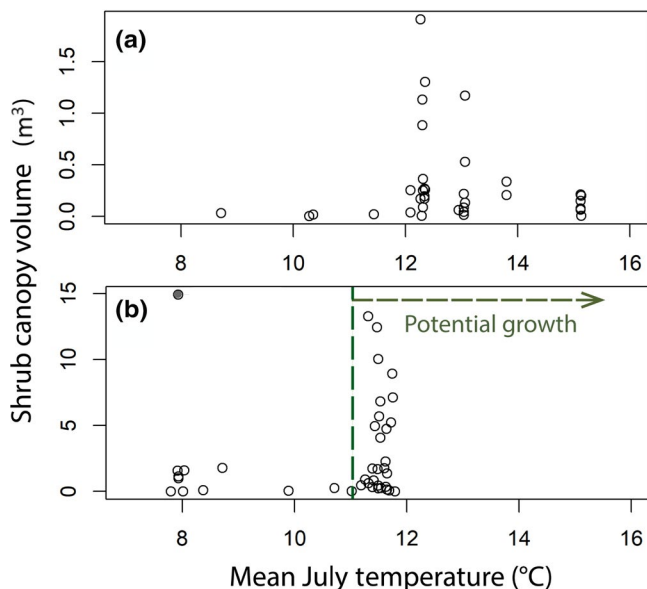 (a)
1.5
1.0
0.5
0.0
8 10 12 14 16
Shrub canopy volume (m³)
(b)
Potential growth
15
10
5
0
8 10 12 14 16
Mean July temperature (°C)